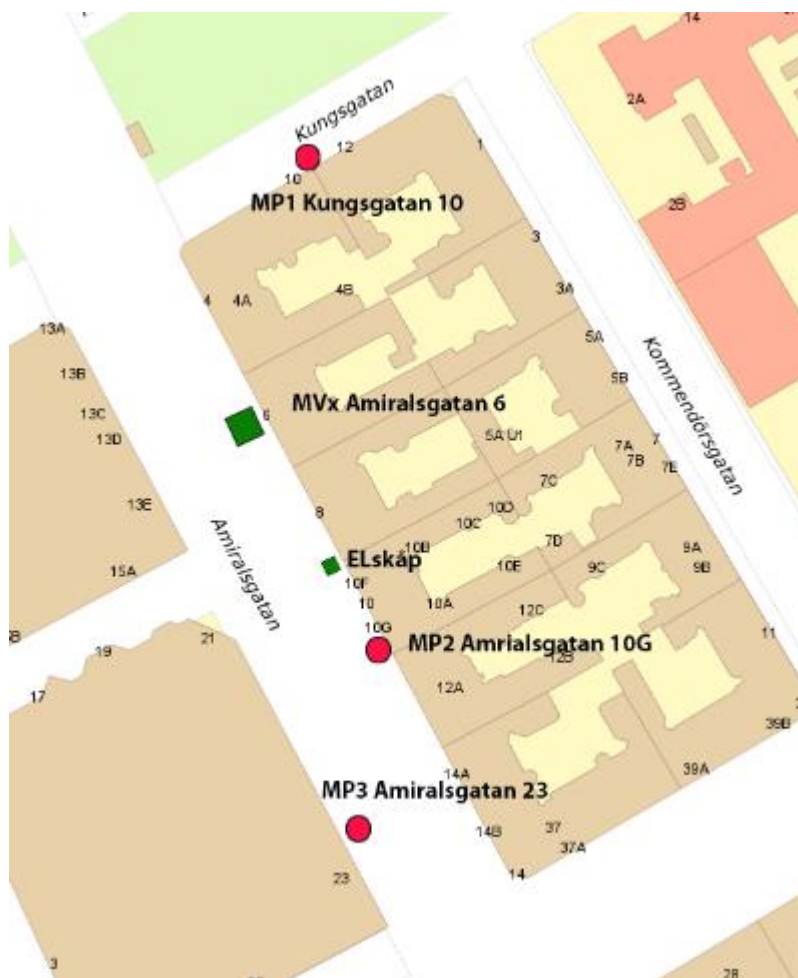 14
2A
Kungsgatan
12
10
1
MP1 Kungsgatan 10
2B
3
4
4A
4B
3A
13A
5A
13B
5B
Kommendörsgatan
13C
6
MVx Amiralsgatan 6
13D
7A
7
7B
7E
7C
13E
10D
8
10C
Amiralsgatan
7D
10B
9A
15A
ELskåp
10E
9C
9B
10F
10
10A
12C
10G
11
21
19
MP2 Amrialsgatan 10G
12B
17
12A
39B
39A
14A
MP3 Amiralsgatan 23
14B
37
37A
23
14
3
28